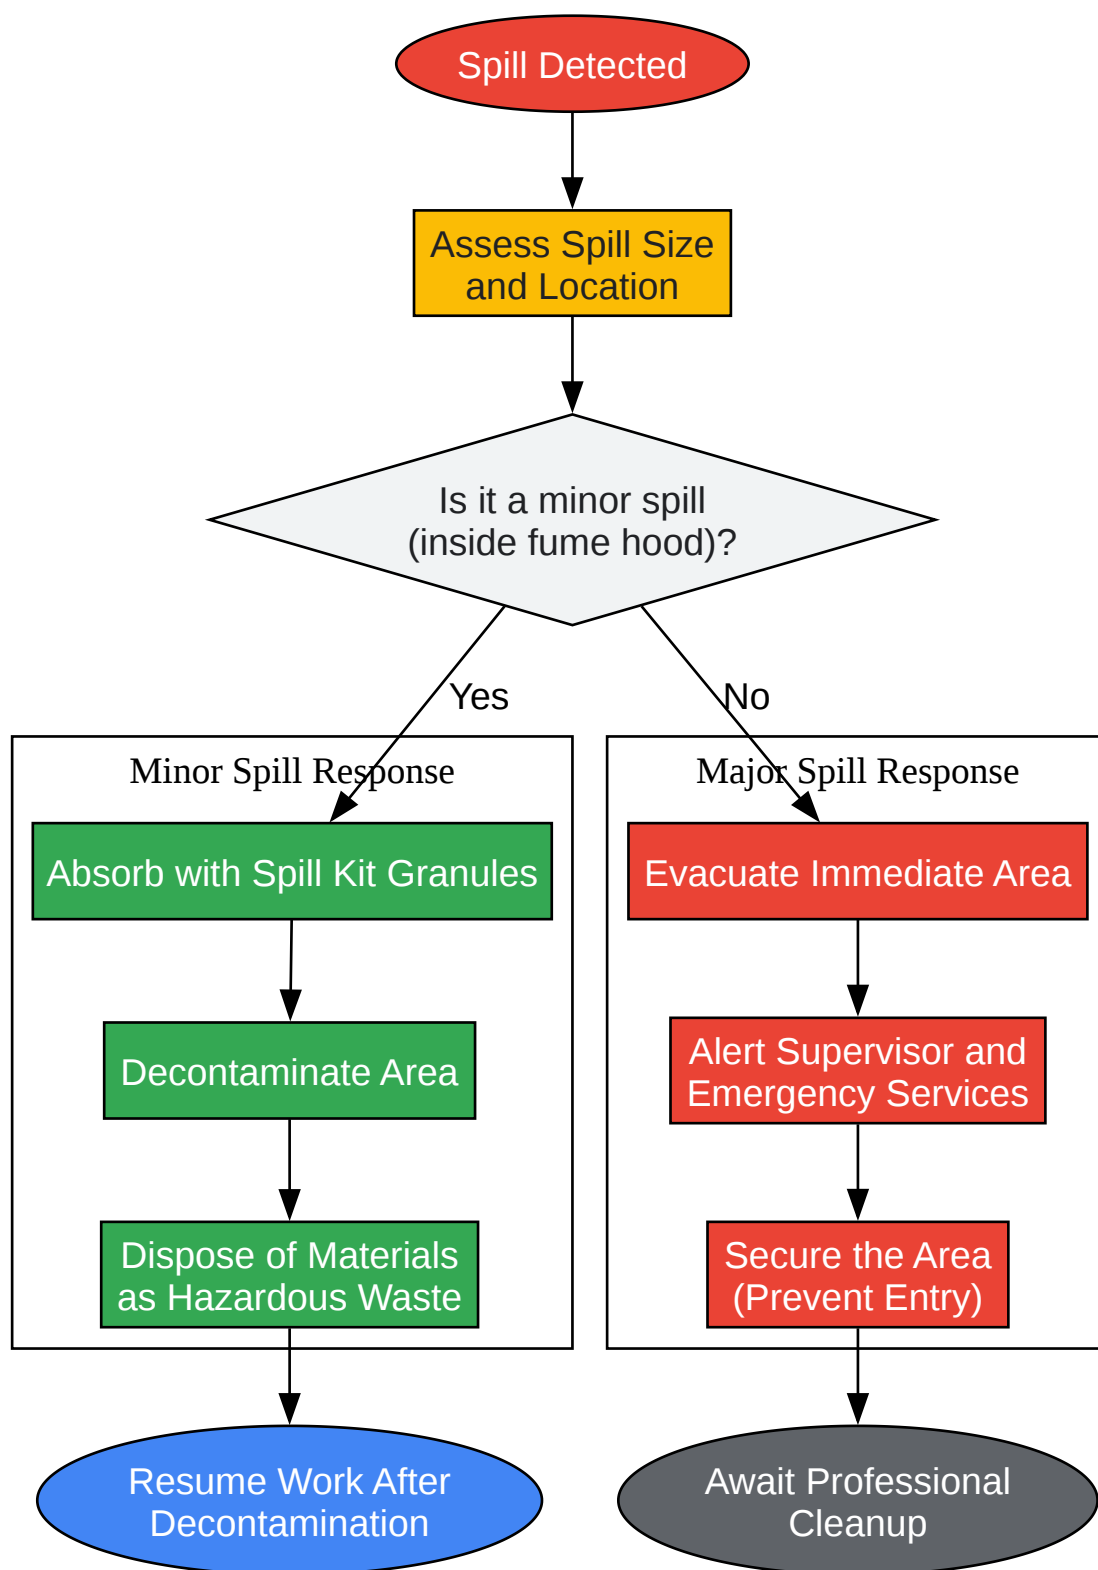 Spill Detected
Assess Spill Size
and Location
Is it a minor spill
(inside fume hood)?
Yes
No
Minor Spill Response
Absorb with Spill Kit Granules
Decontaminate Area
Dispose of Materials
as Hazardous Waste
Resume Work After
Decontamination
Major Spill Response
Evacuate Immediate Area
Alert Supervisor and
Emergency Services
Secure the Area
(Prevent Entry)
Await Professional
Cleanup